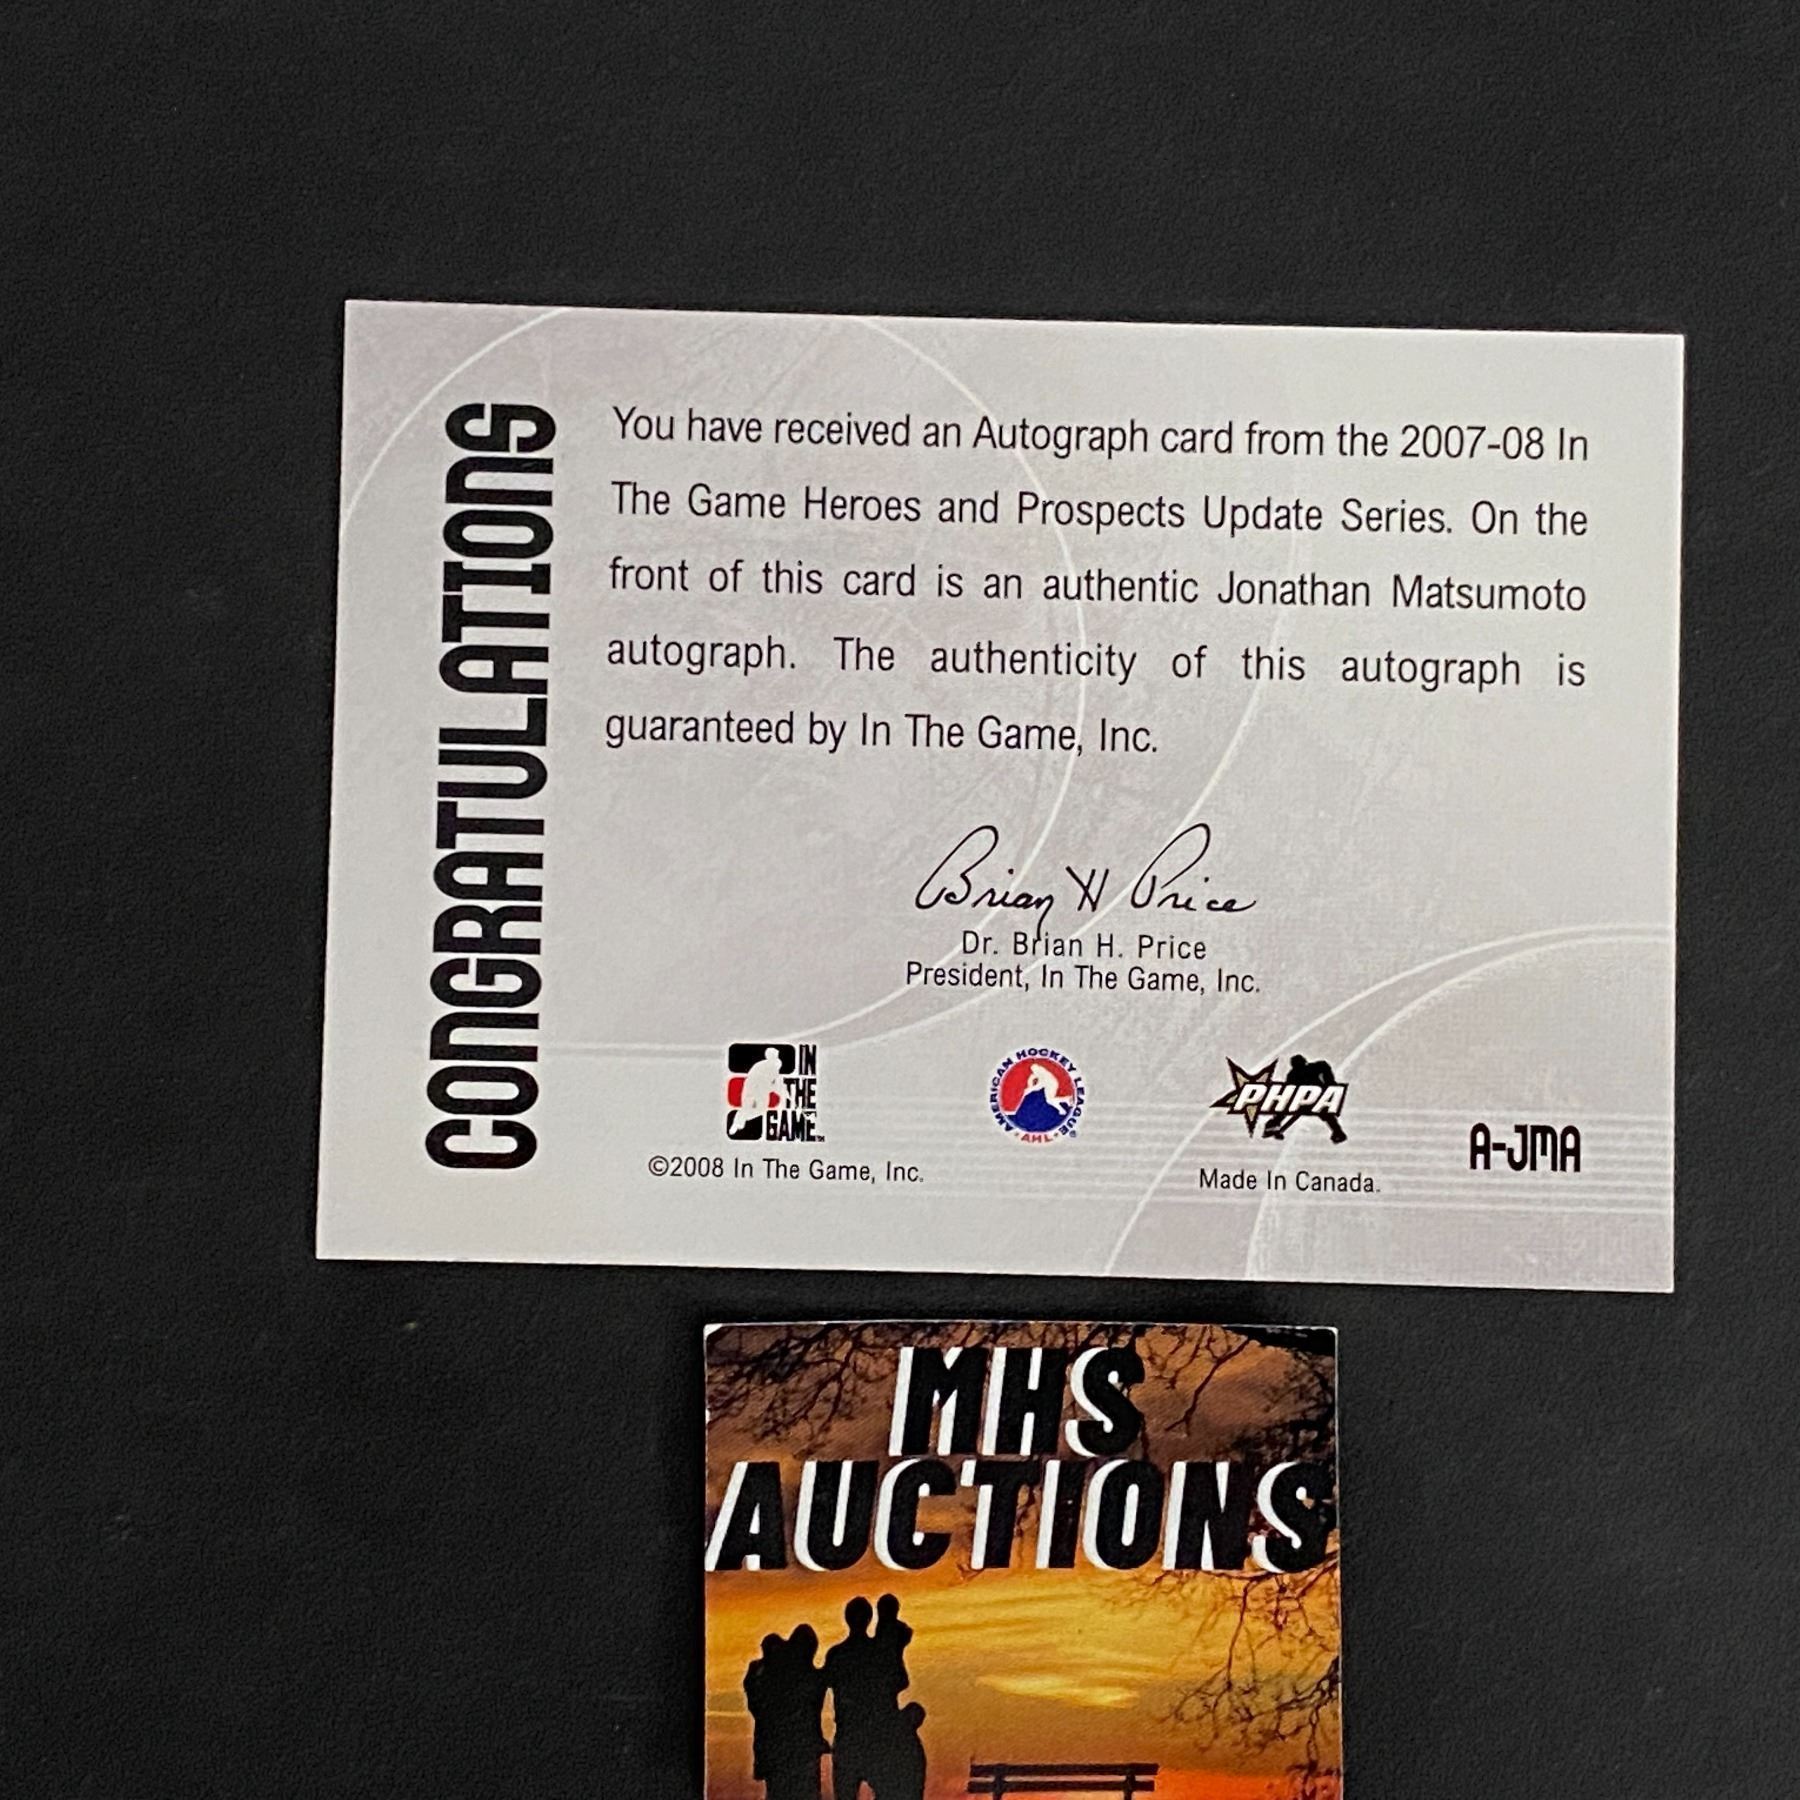 CONGRATULATIONS
You have received an Autograph card from the 2007-08 In
The Game Heroes and Prospects Update Series. On the
front of this card is an authentic Jonathan Matsumoto
autograph. The authenticity of this autograph is
guaranteed by In The Game, Inc.
Brian H Price
Dr. Brian H. Price
President, In The Game, Inc.
IN
THE
GAME
AMERICAN HOCKEY LEAGUE
AHL
PHPA
©2008 In The Game, Inc.
Made In Canada.
A-JMA
MHS
AUCTIONS